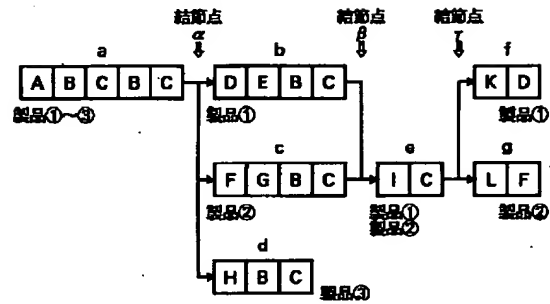 結節点 結節点 結節点
α β γ
a b f
A B C B C D E B C K D
製品①~③ 製品① 製品①
c e g
F G B C I C L F
製品② 製品① 製品②
製品②
d
H B C
製品③